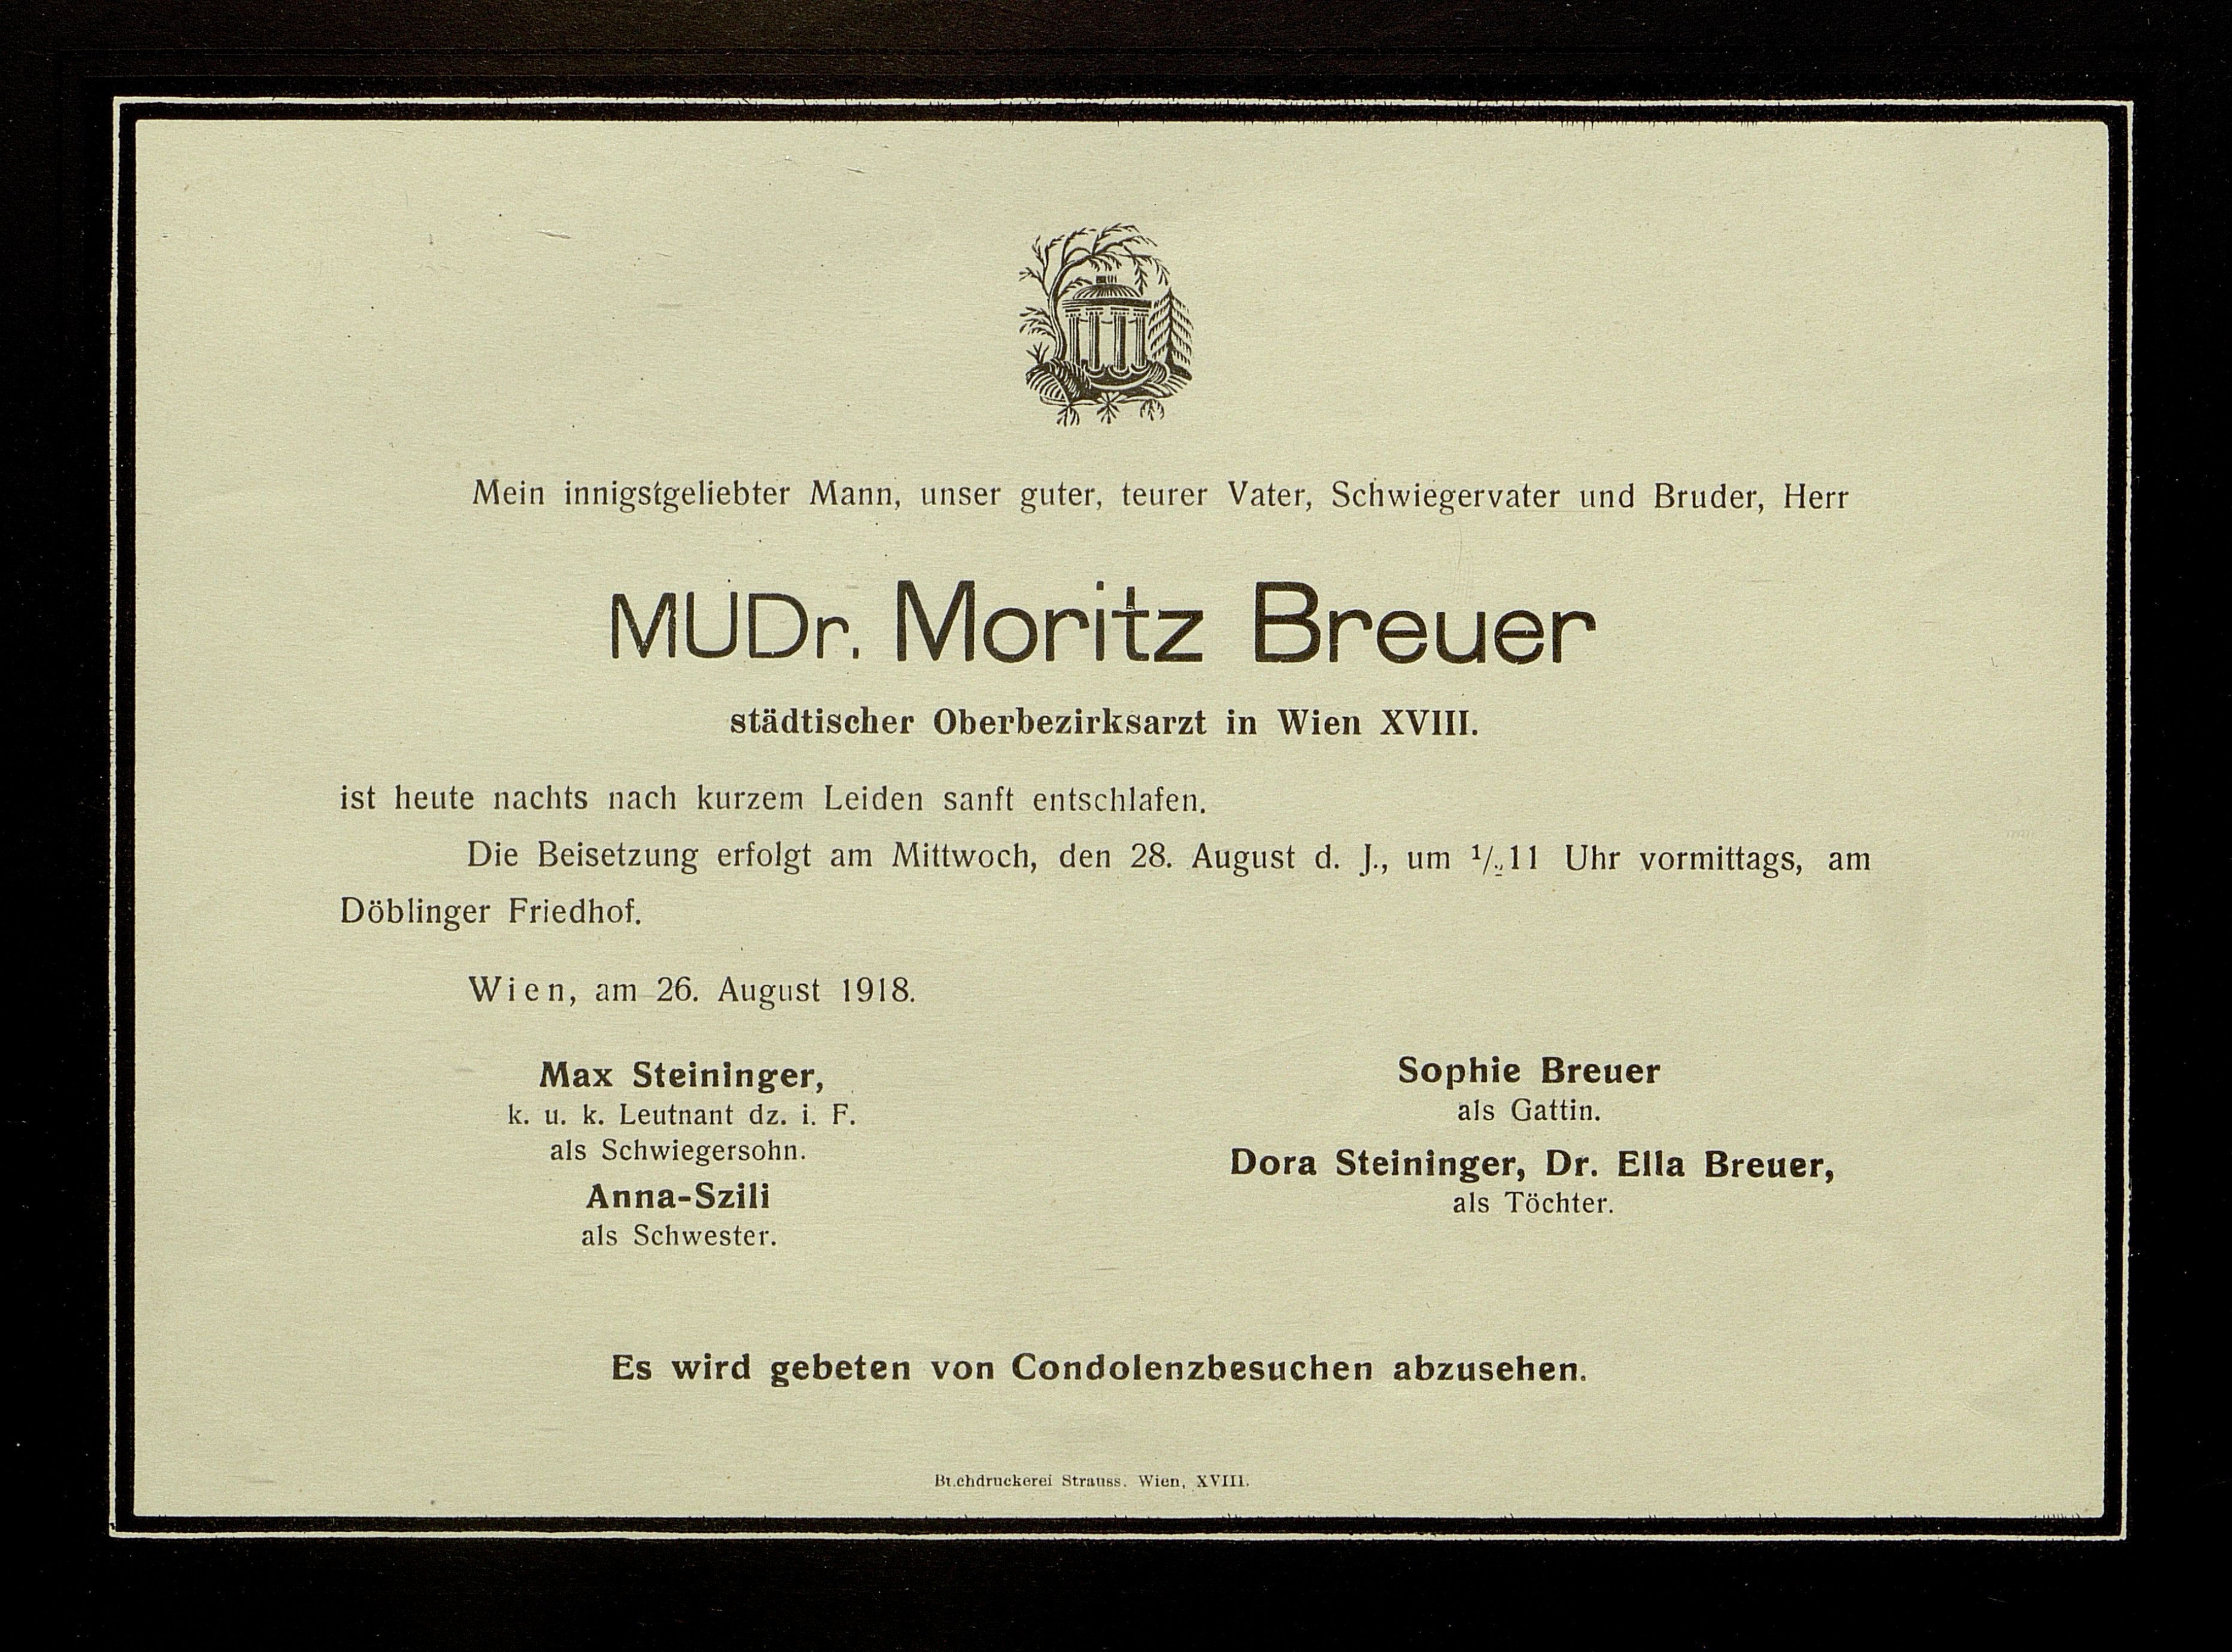 Mein innigstgeliebter Mann, unser guter, teurer Vater, Schwiegervater und Bruder, Herr
MUDr. Moritz Breuer
städtischer Oberbezirksarzt in Wien XVIII.
ist heute nachts nach kurzem Leiden sanft entschlafen.
Die Beisetzung erfolgt am Mittwoch, den 28. August d. J., um 1/2 11 Uhr vormittags, am
Döblinger Friedhof.
Wien, am 26. August 1918.
Max Steininger,
k. u. k. Leutnant dz. i. F.
als Schwiegersohn.
Anna-Szili
als Schwester.
Sophie Breuer
als Gattin.
Dora Steininger, Dr. Ella Breuer,
als Töchter.
Es wird gebeten von Condolenzbesuchen abzusehen.
Buchdruckerei Strauss. Wien, XVIII.